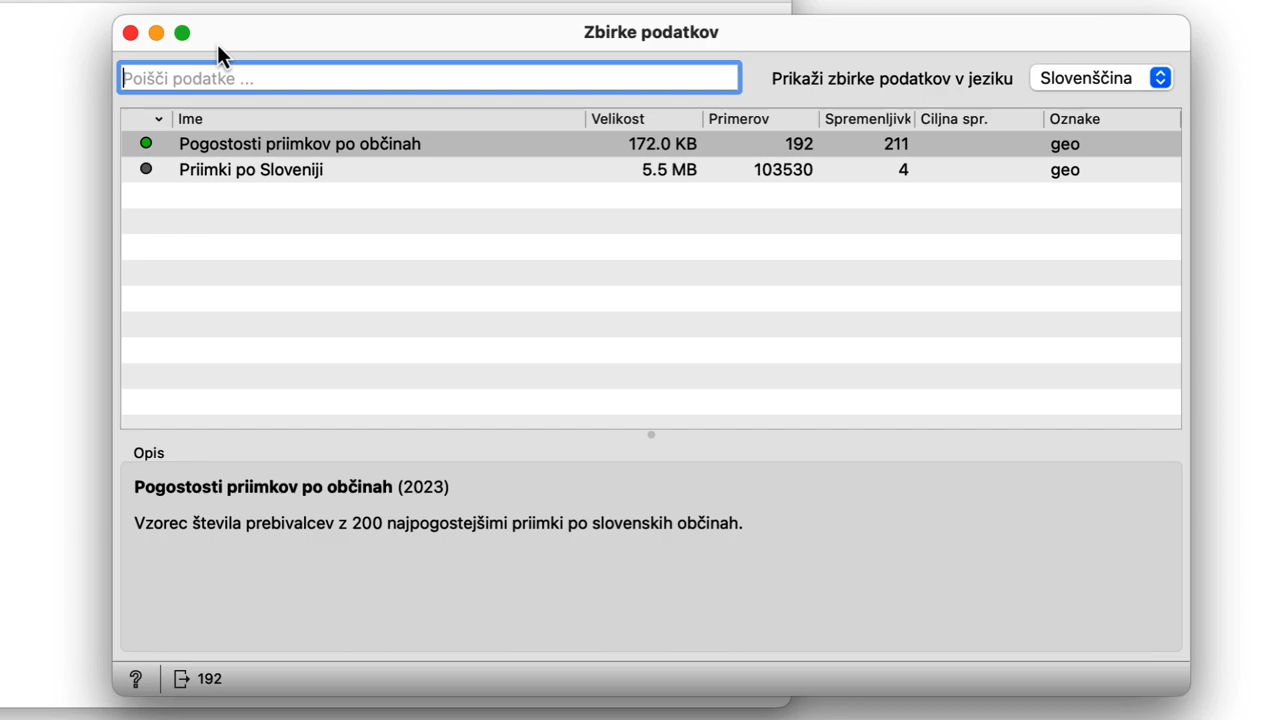 Zbirke podatkov
Poišči podatke ...
Prikaži zbirke podatkov v jeziku Slovenščina
Ime Velikost Primerov Spremenljivk Ciljna spr. Oznake
Pogostosti priimkov po občinah 172.0 KB 192 211 geo
Priimki po Sloveniji 5.5 MB 103530 4 geo
Opis
Pogostosti priimkov po občinah (2023)
Vzorec števila prebivalcev z 200 najpogostejšimi priimki po slovenskih občinah.
? 192